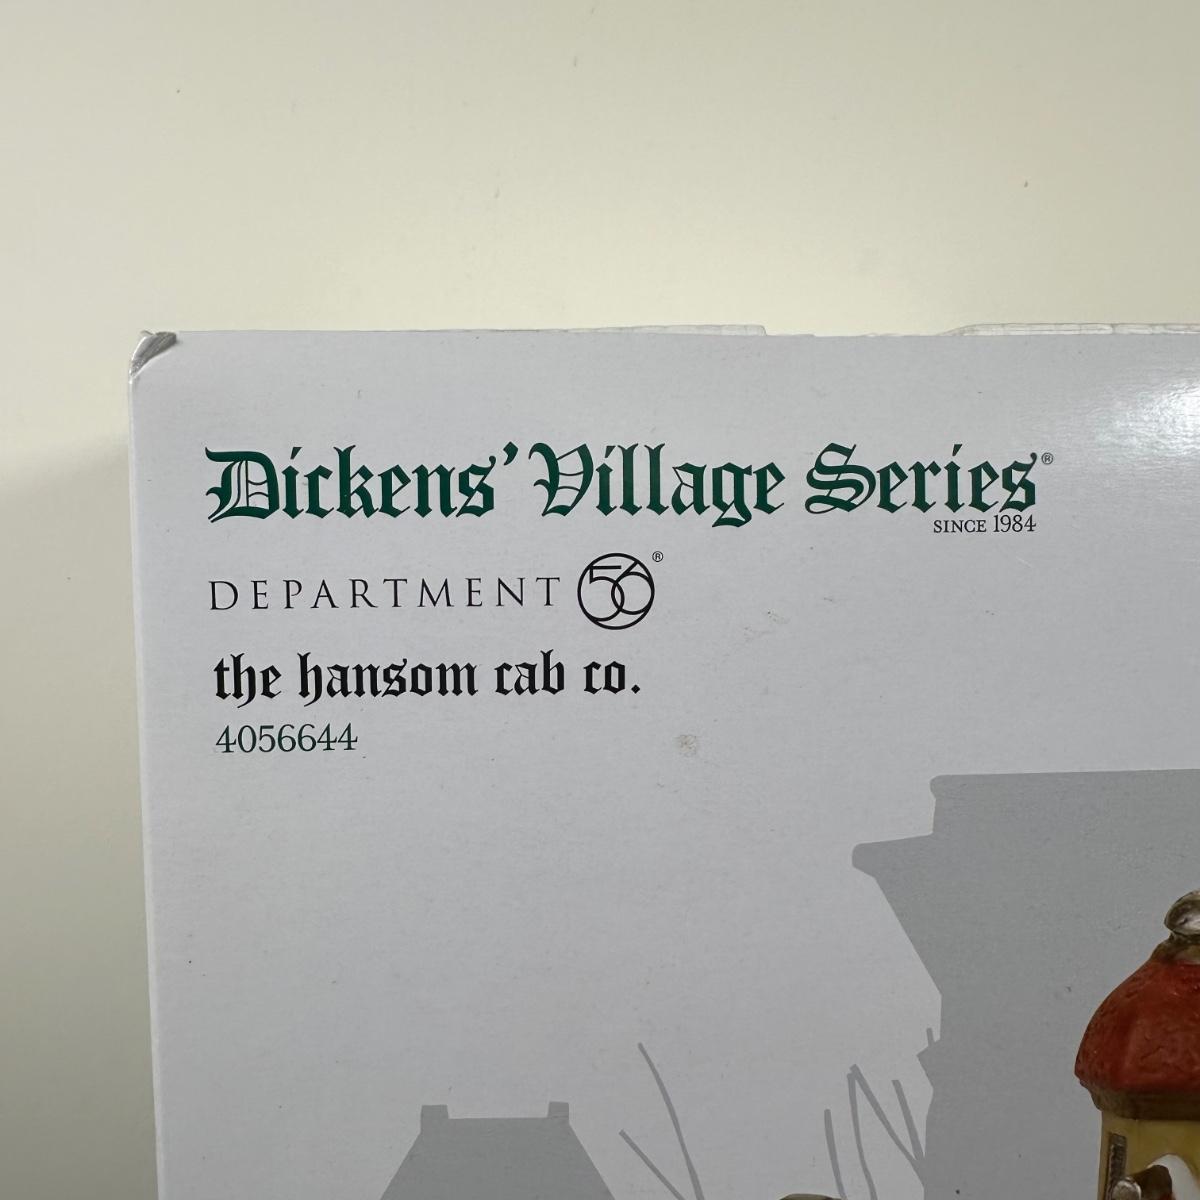 Dickens' Village Series®
SINCE 1984
DEPARTMENT 56®
the hansom cab co.
4056644